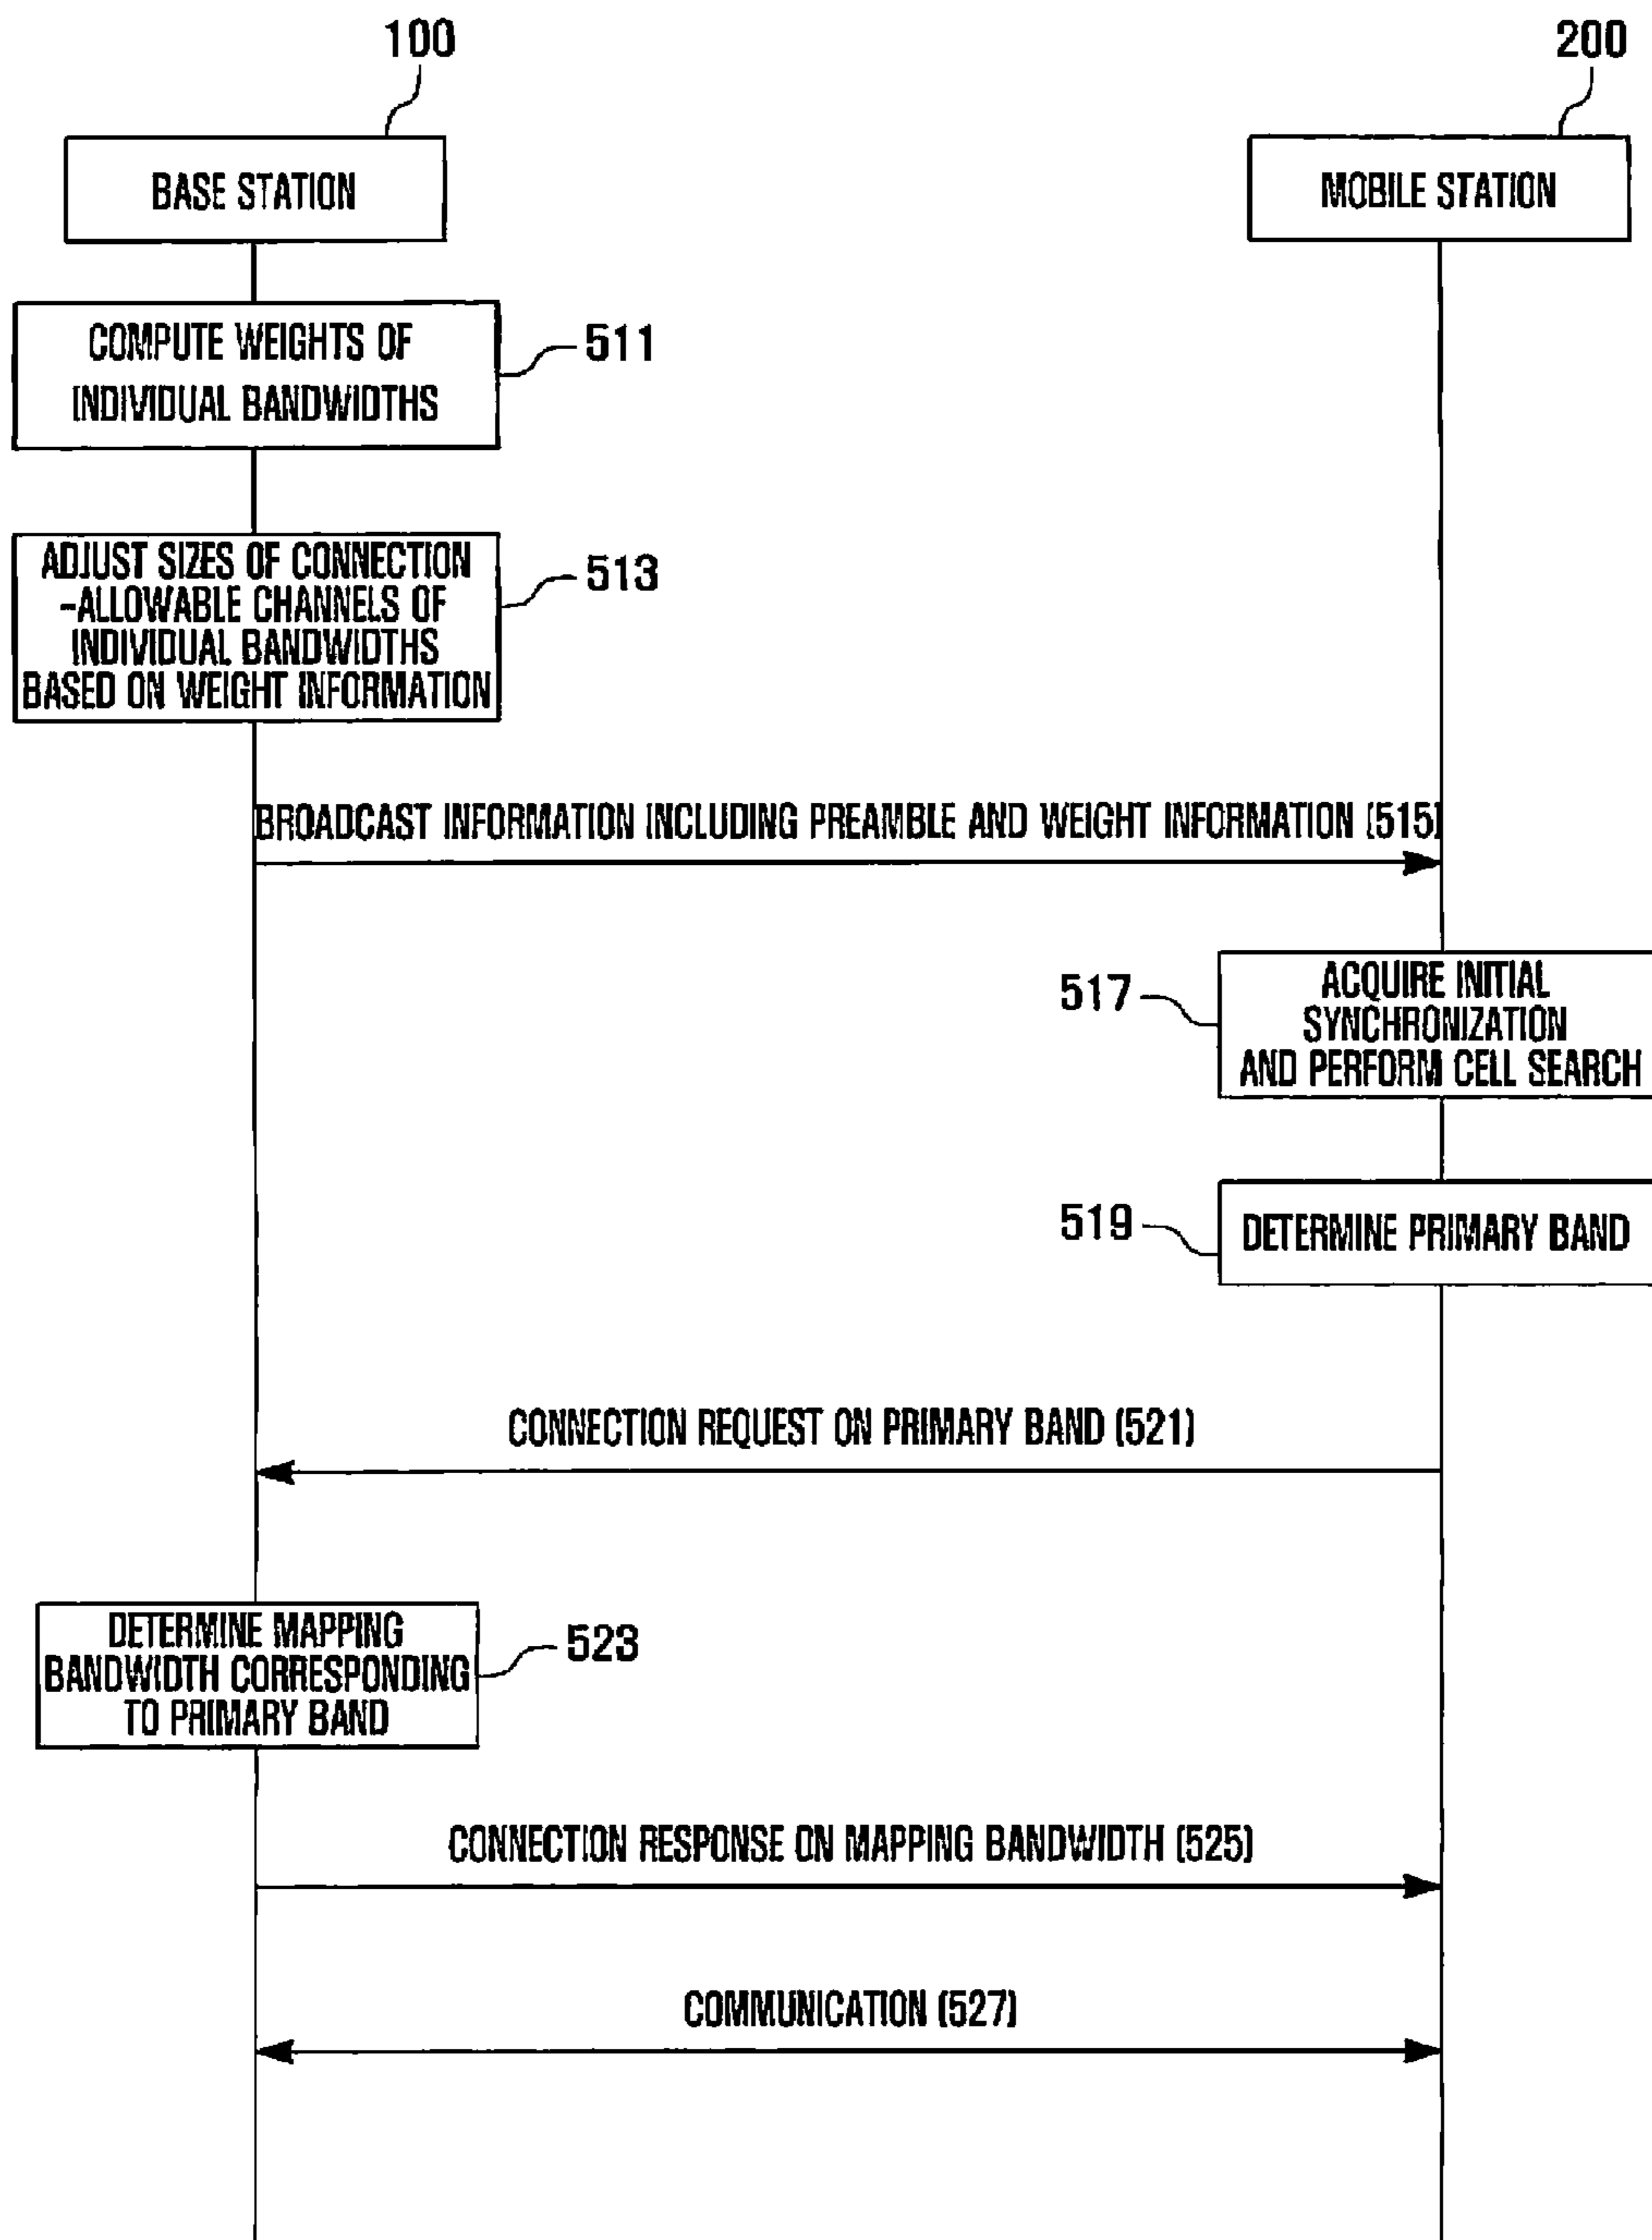 100
200
BASE STATION
MOBILE STATION
COMPUTE WEIGHTS OF
INDIVIDUAL BANDWIDTHS
511
ADJUST SIZES OF CONNECTION
-ALLOWABLE CHANNELS OF
INDIVIDUAL BANDWIDTHS
BASED ON WEIGHT INFORMATION
513
BROADCAST INFORMATION INCLUDING PREAMBLE AND WEIGHT INFORMATION (515)
517
ACQUIRE INITIAL
SYNCHRONIZATION
AND PERFORM CELL SEARCH
519
DETERMINE PRIMARY BAND
CONNECTION REQUEST ON PRIMARY BAND (521)
DETERMINE MAPPING
BANDWIDTH CORRESPONDING
TO PRIMARY BAND
523
CONNECTION RESPONSE ON MAPPING BANDWIDTH (525)
COMMUNICATION (527)